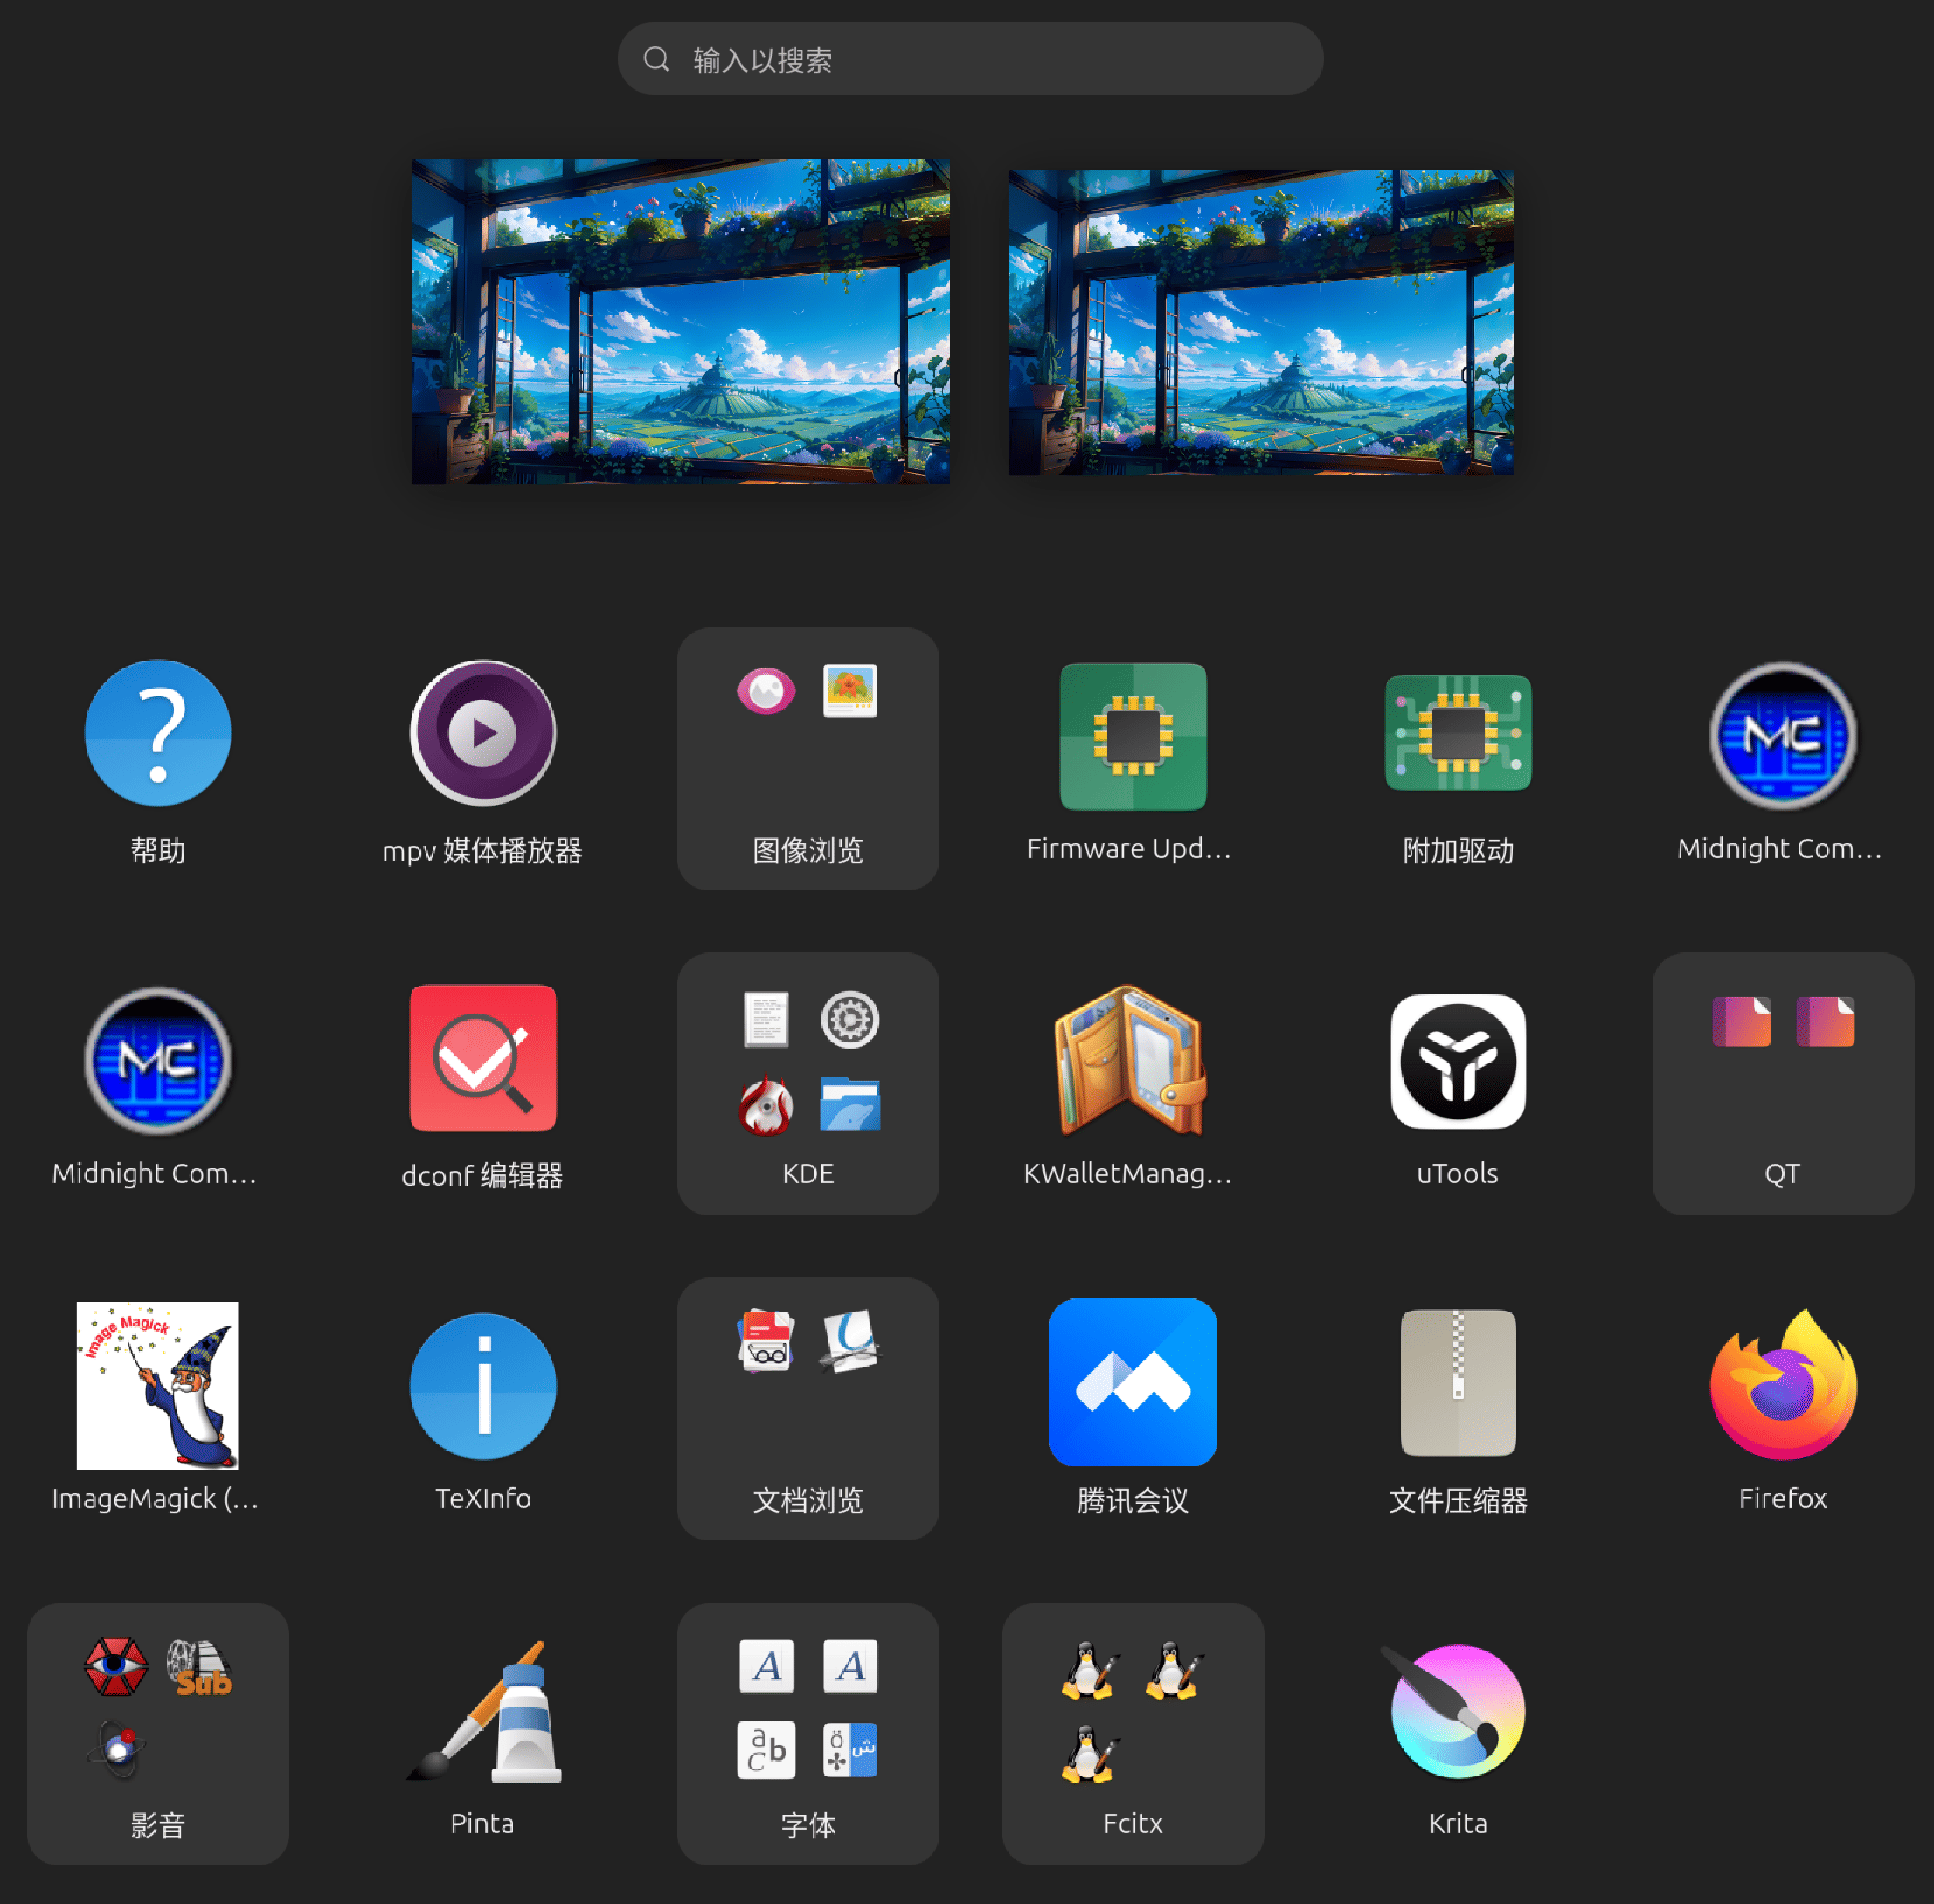 输入以搜索
帮助
mpv 媒体播放器
图像浏览
Firmware Upd...
附加驱动
MC
Midnight Com...
MC
Midnight Com...
dconf 编辑器
KDE
KWalletManag...
uTools
QT
Image Magick
ImageMagick (...
TeXInfo
文档浏览
腾讯会议
文件压缩器
Firefox
Sub
影音
Pinta
A A
a b c
ö ش
字体
Fcitx
Krita